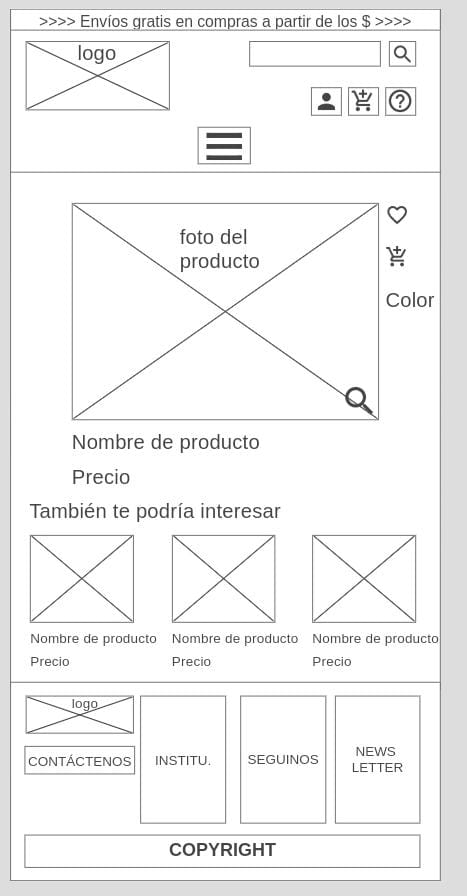 >>>> Envíos gratis en compras a partir de los $ >>>>
logo
foto del
producto
Color
Nombre de producto
Precio
También te podría interesar
Nombre de producto Nombre de producto Nombre de producto
Precio Precio Precio
logo
CONTÁCTENOS
INSTITU.
SEGUINOS
NEWS
LETTER
COPYRIGHT